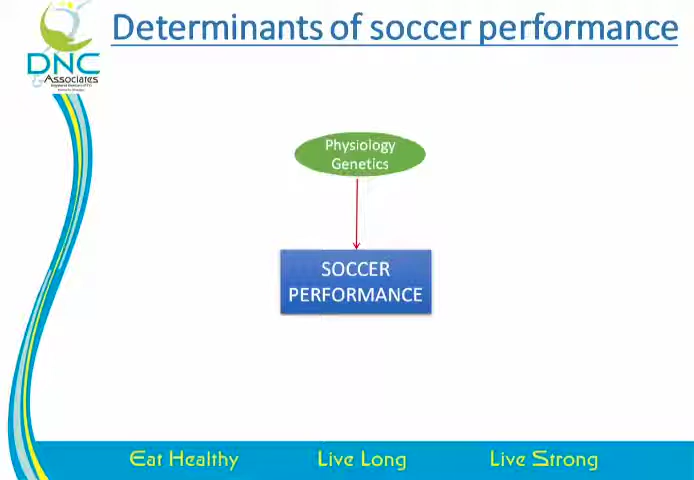 Determinants of soccer performance
DNC
& Associates
Physiology
Genetics
SOCCER
PERFORMANCE
Eat Healthy
Live Long
Live Strong